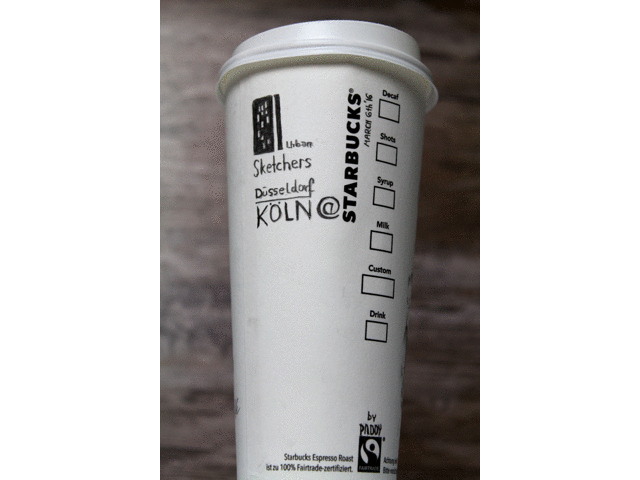 Urban
Sketchers
Düsseldorf
KÖLN@
STARBUCKS®
MARCH 6th '16
Decaf
Shots
Syrup
Milk
Custom
Drink
by
PADDY
Starbucks Espresso Roast
ist zu 100% Fairtrade-zertifiziert.
FAIRTRADE